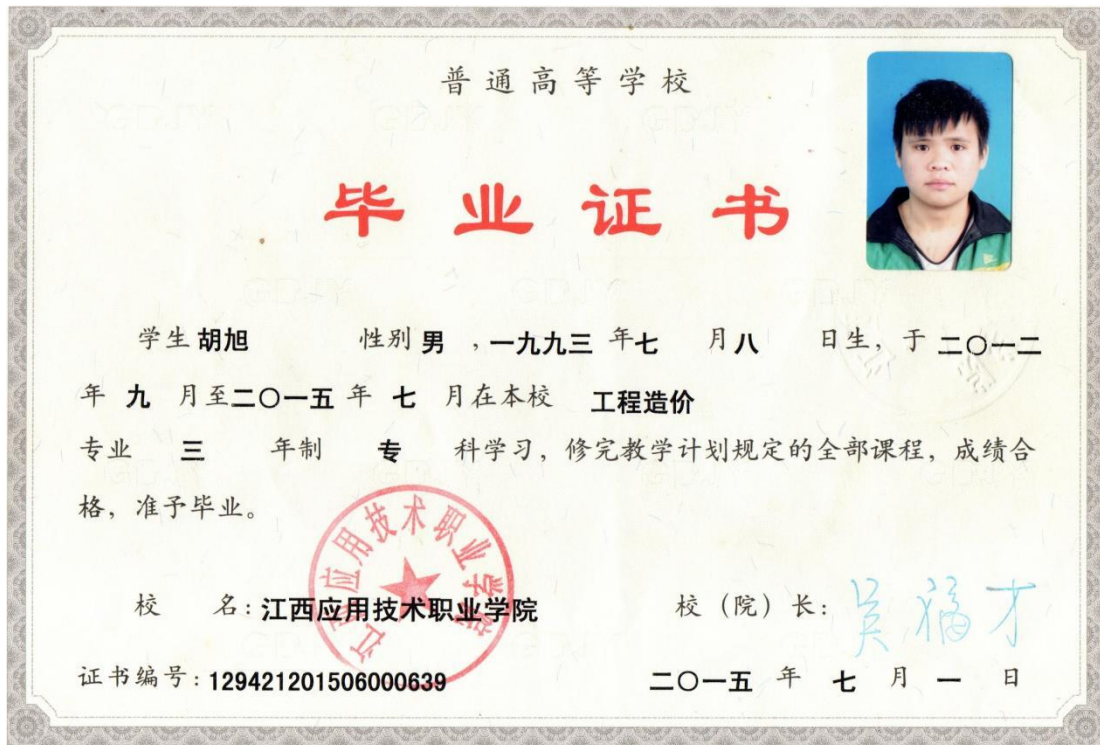 普通高等学校
毕业证书
学生 胡旭 性别 男 ，一九九三 年 七 月 八 日生，于 二〇一二
年 九 月至 二〇一五 年 七 月在本校 工程造价
专业 三 年制 专 科学习，修完教学计划规定的全部课程，成绩合
格，准予毕业。
江西应用技术职业学院
校 名：江西应用技术职业学院 校（院）长：吴福才
证书编号：129421201506000639 二〇一五 年 七 月 一 日